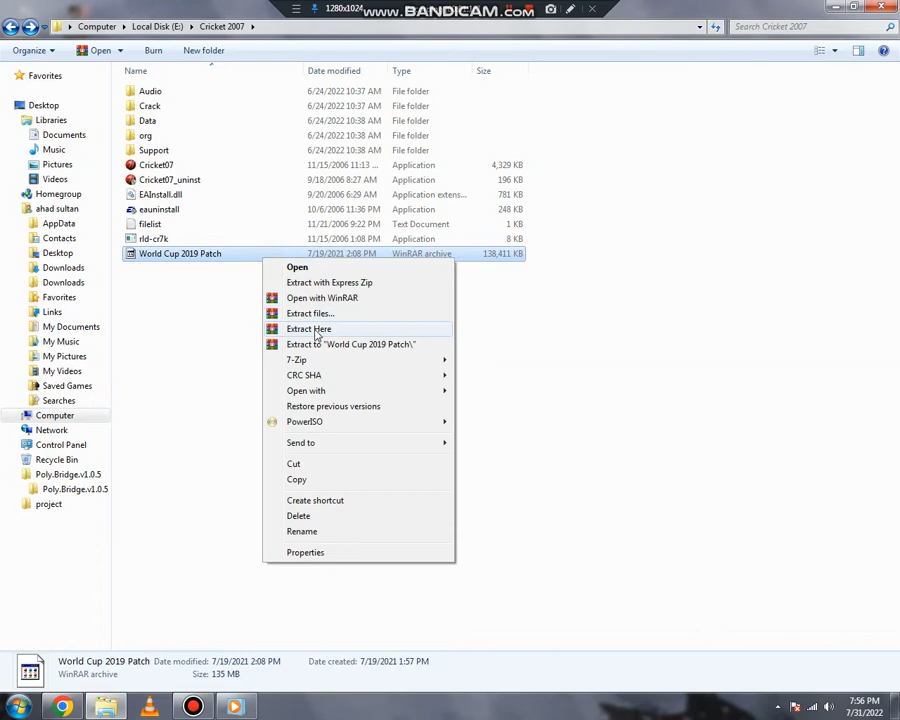 1280x1024
www.BANDICAM.com
Computer
Local Disk (E:)
Cricket 2007
Search Cricket 2007
Organize
Open
Burn
New folder
Name
Date modified
Type
Size
Favorites
Desktop
Libraries
Documents
Music
Pictures
Videos
Homegroup
ahad sultan
AppData
Contacts
Desktop
Downloads
Downloads
Favorites
Links
My Documents
My Music
My Pictures
My Videos
Saved Games
Searches
Computer
Network
Control Panel
Recycle Bin
Poly.Bridge.v1.0.5
Poly.Bridge.v1.0.5
project
Audio 6/24/2022 10:37 AM File folder
Crack 6/24/2022 10:37 AM File folder
Data 6/24/2022 10:38 AM File folder
org 6/24/2022 10:38 AM File folder
Support 6/24/2022 10:38 AM File folder
Cricket07 11/15/2006 11:13 ... Application 4,329 KB
Cricket07_uninst 9/18/2006 8:27 AM Application 196 KB
EAInstall.dll 9/20/2006 6:29 AM Application extens... 781 KB
eauninstall 10/6/2006 11:36 PM Application 248 KB
filelist 11/21/2006 9:22 PM Text Document 1 KB
rld-cr7k 11/15/2006 1:08 PM Application 8 KB
World Cup 2019 Patch 7/19/2021 2:08 PM WinRAR archive 138,411 KB
Open
Extract with Express Zip
Open with WinRAR
Extract files...
Extract Here
Extract to "World Cup 2019 Patch\"
7-Zip
CRC SHA
Open with
Restore previous versions
PowerISO
Send to
Cut
Copy
Create shortcut
Delete
Rename
Properties
World Cup 2019 Patch Date modified: 7/19/2021 2:08 PM Date created: 7/19/2021 1:57 PM
WinRAR archive Size: 135 MB
7:56 PM
7/31/2022